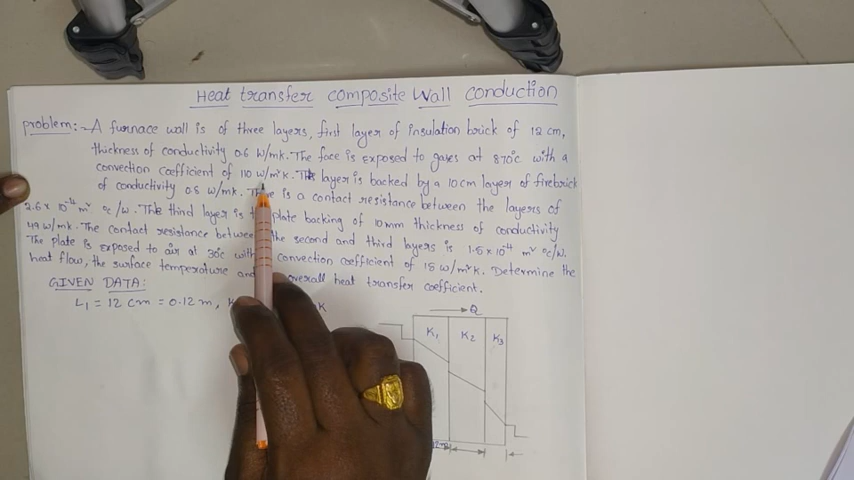 Heat transfer composite wall conduction
problem:- A furnace wall is of three layers, first layer of insulation brick of 12 cm,
thickness of conductivity 0.6 W/mk. The face is exposed to gases at 870°c with a
convection coefficient of 110 W/m²k. The layer is backed by a 10cm layer of firebrick
of conductivity 0.8 W/mk. There is a contact resistance between the layers of
2.6 x 10⁻⁴ m² °c/W. The third layer is plate backing of 10mm thickness of conductivity
49 W/mk. The contact resistance between the second and third layers is 1.5 x 10⁻⁴ m² °c/W.
The plate is exposed to air at 30°c with convection coefficient of 15 W/m²k. Determine the
heat flow, the surface temperature and overall heat transfer coefficient.
GIVEN DATA:
L₁ = 12 cm = 0.12 m, K
Q
K₁ K₂ K₃